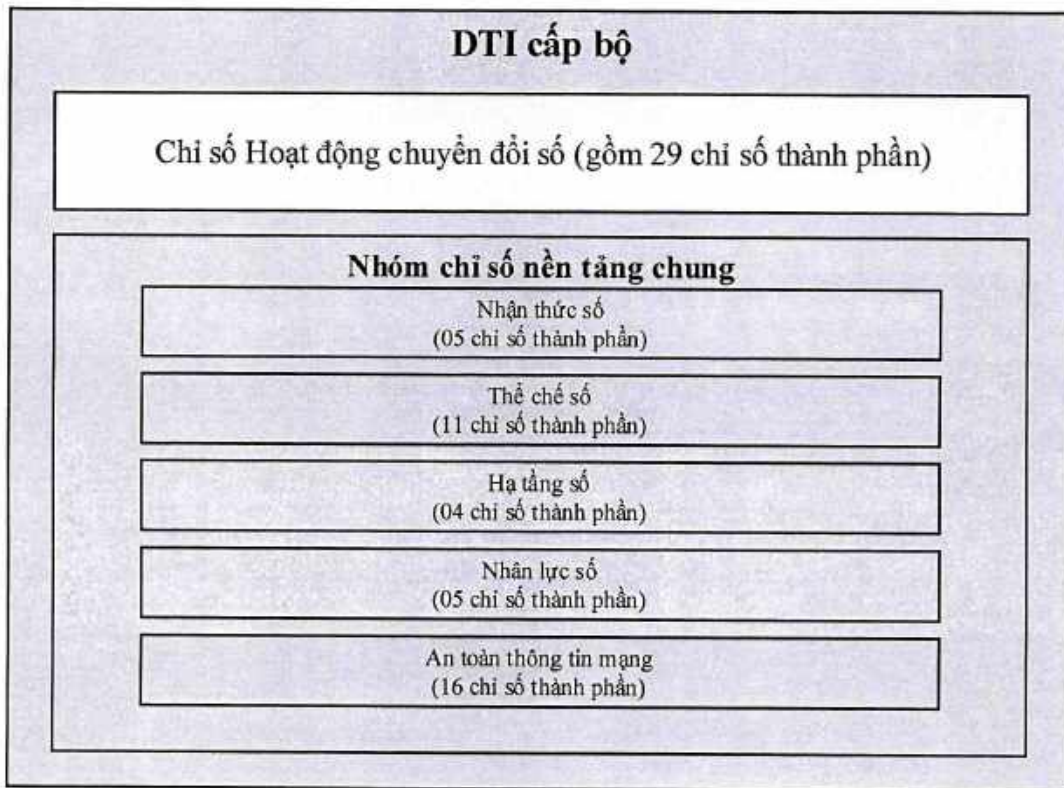 DTI cấp bộ
Chỉ số Hoạt động chuyển đổi số (gồm 29 chỉ số thành phần)
Nhóm chỉ số nền tảng chung
Nhận thức số
(05 chỉ số thành phần)
Thể chế số
(11 chỉ số thành phần)
Hạ tầng số
(04 chỉ số thành phần)
Nhân lực số
(05 chỉ số thành phần)
An toàn thông tin mạng
(16 chỉ số thành phần)